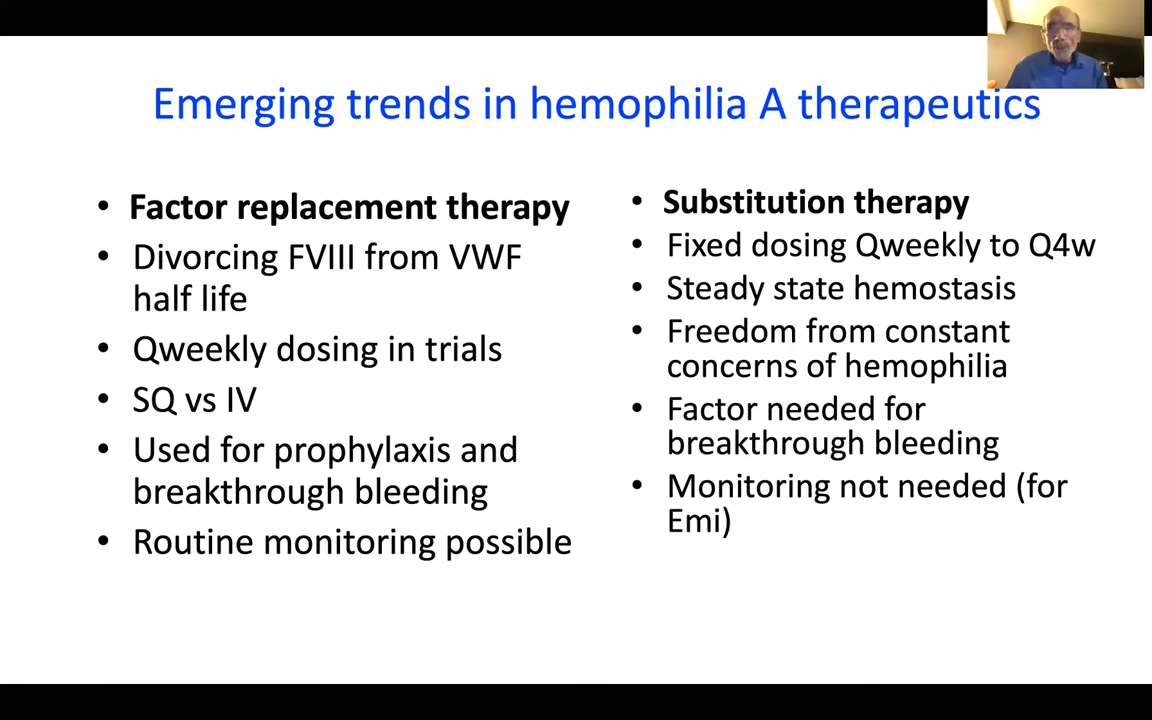 Emerging trends in hemophilia A therapeutics
• Factor replacement therapy
• Divorcing FVIII from VWF
half life
• Qweekly dosing in trials
• SQ vs IV
• Used for prophylaxis and
breakthrough bleeding
• Routine monitoring possible
• Substitution therapy
• Fixed dosing Qweekly to Q4w
• Steady state hemostasis
• Freedom from constant
concerns of hemophilia
• Factor needed for
breakthrough bleeding
• Monitoring not needed (for
Emi)